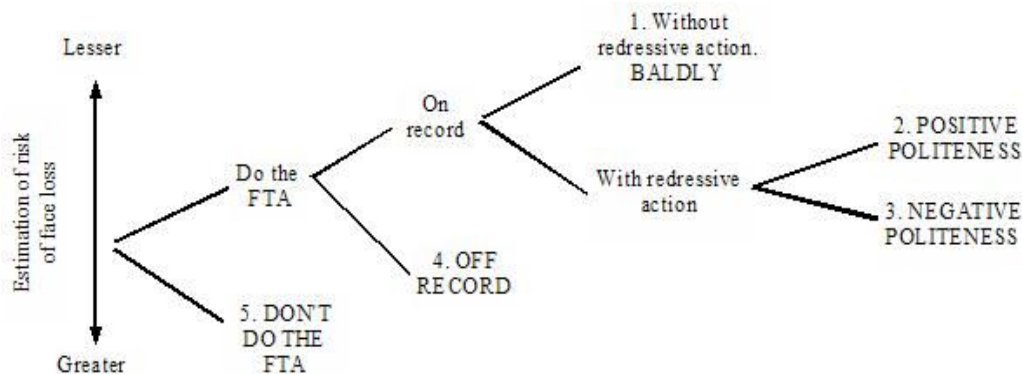 Lesser
Estimation of risk
of face loss
Greater
Do the
FTA
5. DON'T
DO THE
FTA
On
record
4. OFF
RECORD
1. Without
redressive action.
BALDLY
With redressive
action
2. POSITIVE
POLITENESS
3. NEGATIVE
POLITENESS